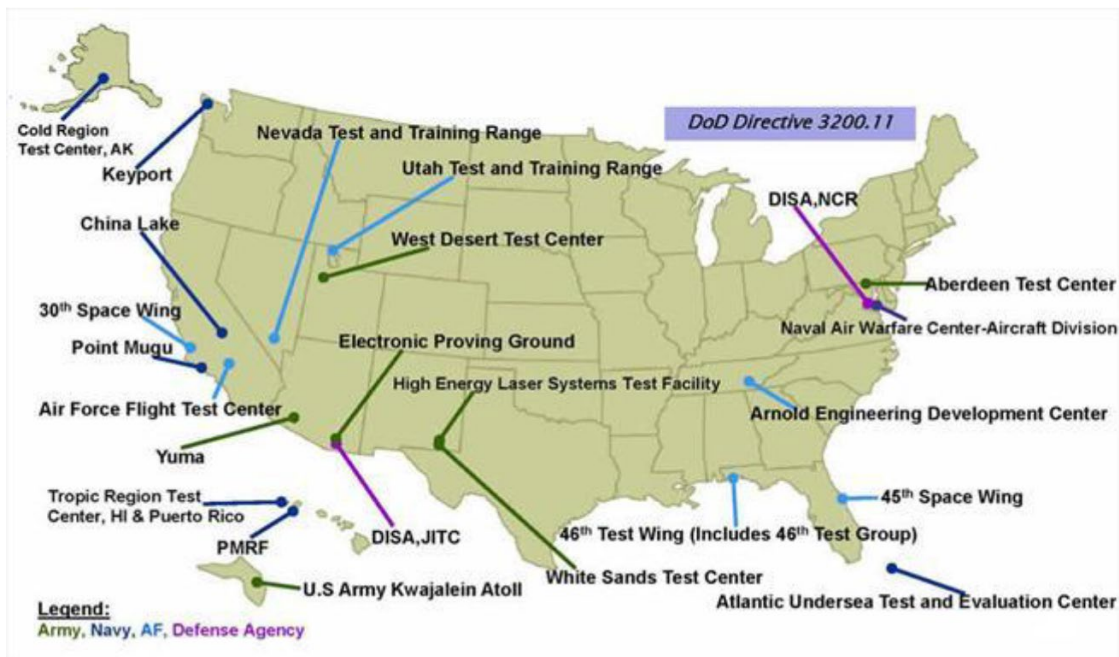 DoD Directive 3200.11
Cold Region
Test Center, AK
Keyport
Nevada Test and Training Range
Utah Test and Training Range
DISA,NCR
China Lake
West Desert Test Center
Aberdeen Test Center
30th Space Wing
Naval Air Warfare Center-Aircraft Division
Point Mugu
Electronic Proving Ground
High Energy Laser Systems Test Facility
Air Force Flight Test Center
Arnold Engineering Development Center
Yuma
Tropic Region Test
Center, HI & Puerto Rico
45th Space Wing
PMRF
DISA,JITC
46th Test Wing (Includes 46th Test Group)
White Sands Test Center
U.S Army Kwajalein Atoll
Atlantic Undersea Test and Evaluation Center
Legend:
Army, Navy, AF, Defense Agency